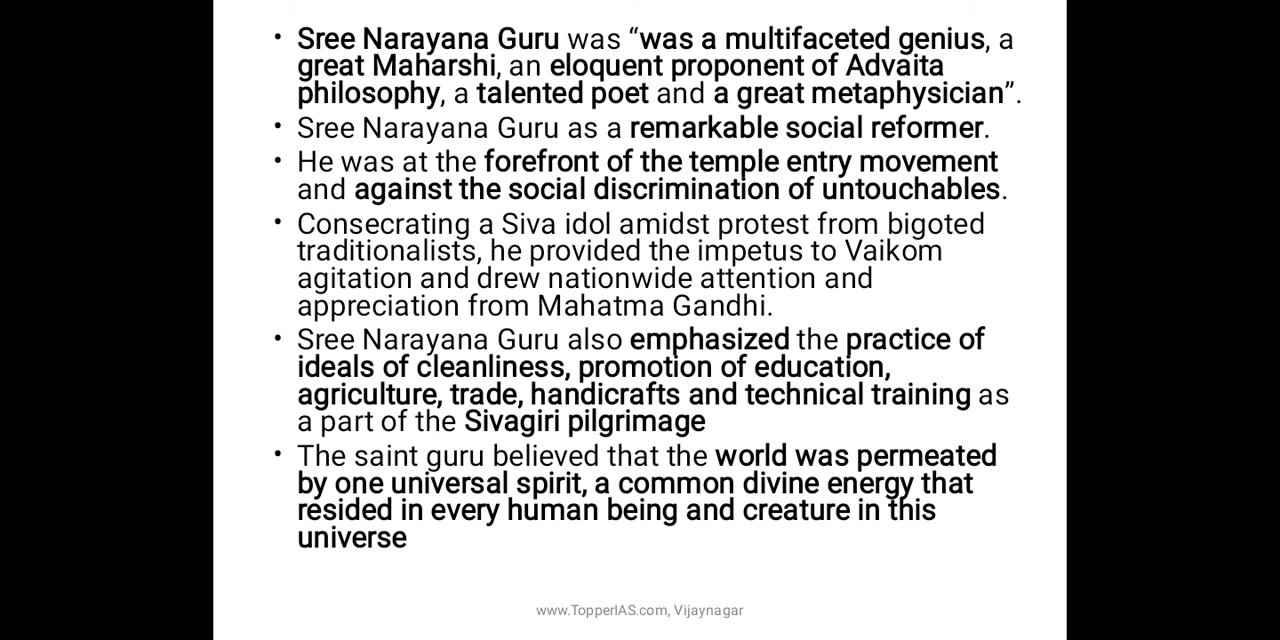 • Sree Narayana Guru was “was a multifaceted genius, a
great Maharshi, an eloquent proponent of Advaita
philosophy, a talented poet and a great metaphysician”.
• Sree Narayana Guru as a remarkable social reformer.
• He was at the forefront of the temple entry movement
and against the social discrimination of untouchables.
• Consecrating a Siva idol amidst protest from bigoted
traditionalists, he provided the impetus to Vaikom
agitation and drew nationwide attention and
appreciation from Mahatma Gandhi.
• Sree Narayana Guru also emphasized the practice of
ideals of cleanliness, promotion of education,
agriculture, trade, handicrafts and technical training as
a part of the Sivagiri pilgrimage
• The saint guru believed that the world was permeated
by one universal spirit, a common divine energy that
resided in every human being and creature in this
universe
www.TopperIAS.com, Vijaynagar